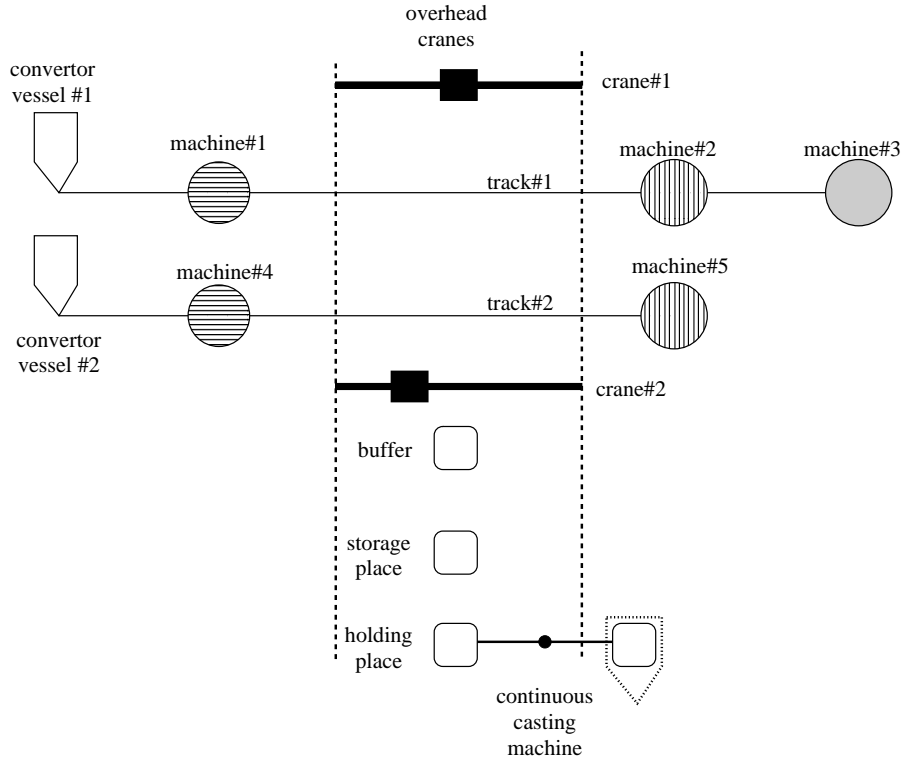 overhead
cranes
convertor
vessel #1
crane#1
machine#1
machine#2
machine#3
track#1
machine#4
machine#5
track#2
convertor
vessel #2
crane#2
buffer
storage
place
holding
place
continuous
casting
machine